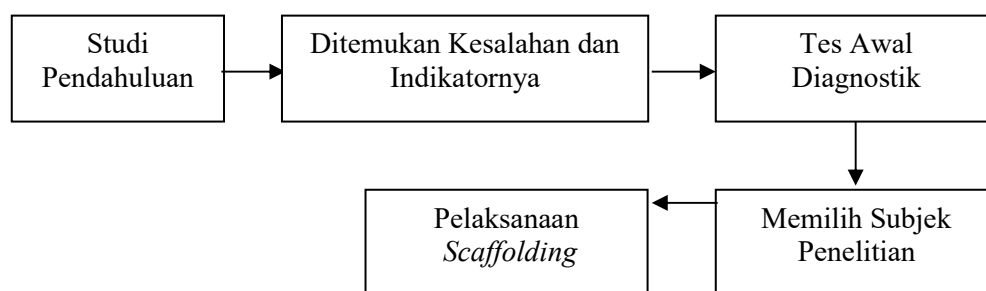 Studi
Pendahuluan
Ditemukan Kesalahan dan
Indikatornya
Tes Awal
Diagnostik
Memilih Subjek
Penelitian
Pelaksanaan
Scaffolding